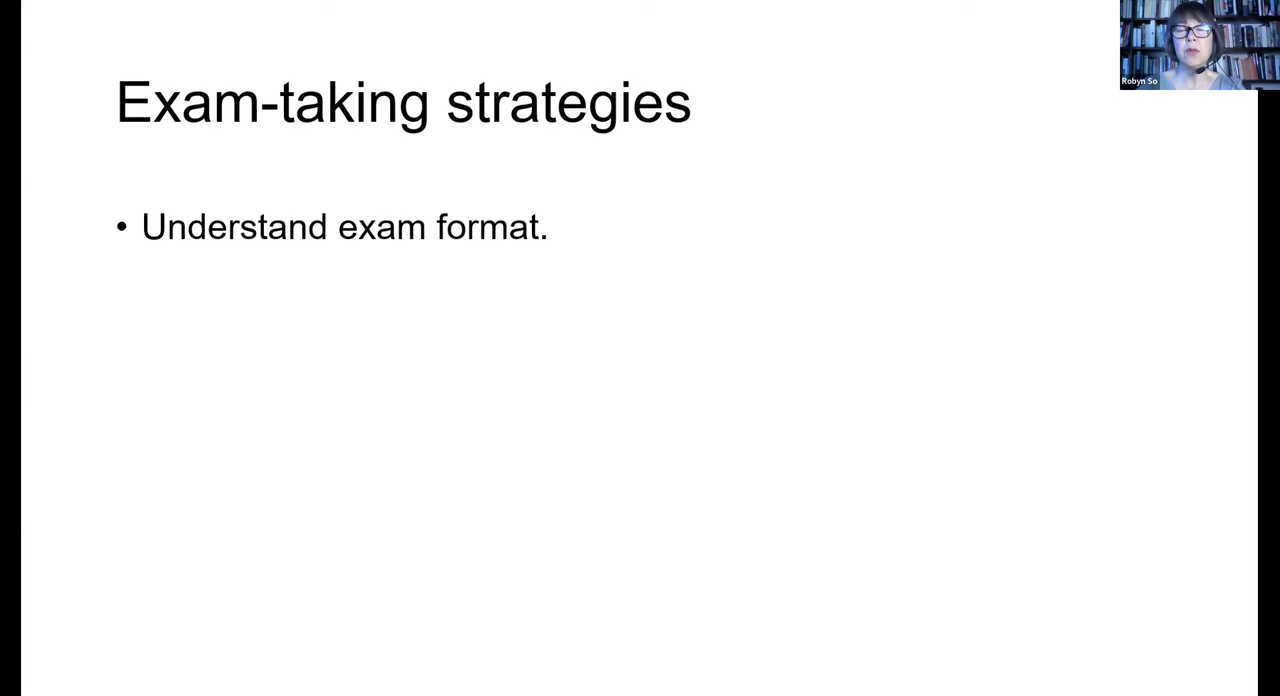 Exam-taking strategies
Robyn So
• Understand exam format.